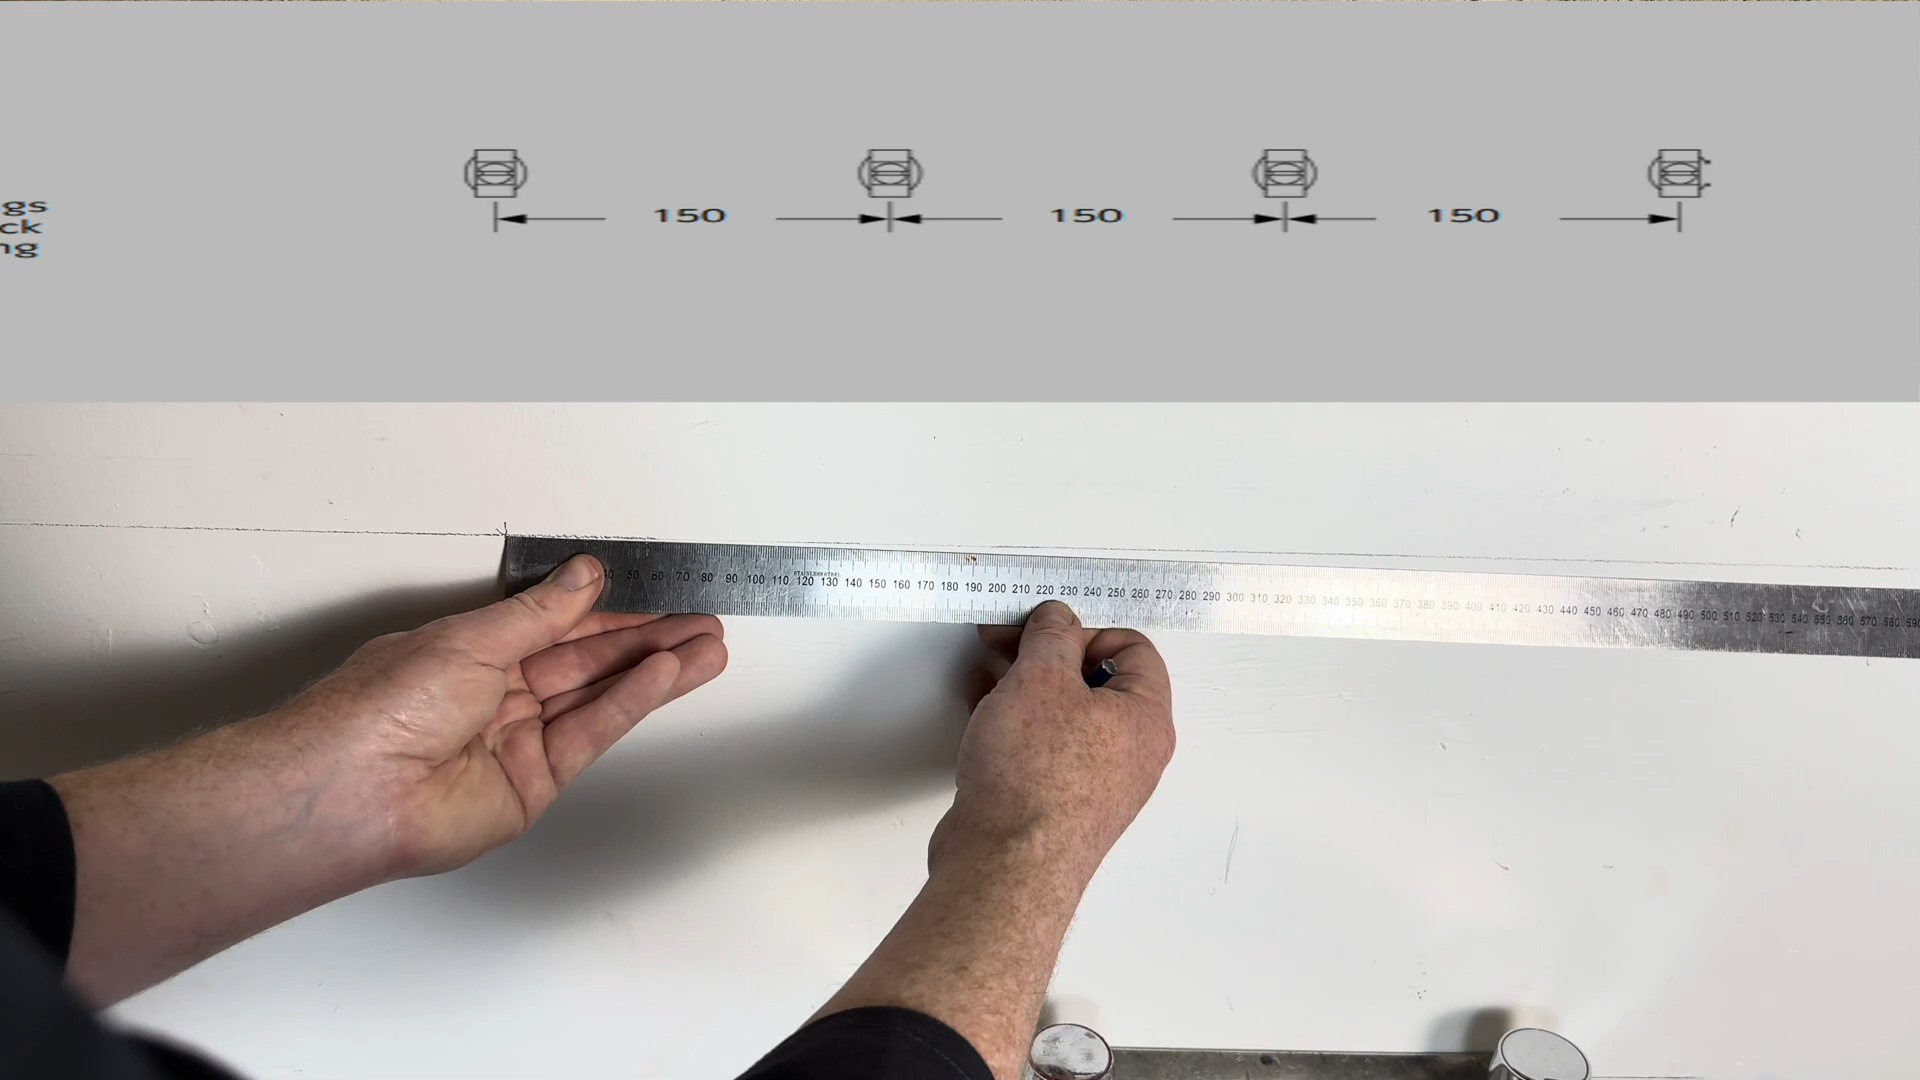 150 150 150
gs
ck
ng
STAINLESS STEEL
40 50 60 70 80 90 100 110 120 130 140 150 160 170 180 190 200 210 220 230 240 250 260 270 280 290 300 310 320 330 340 350 360 370 380 390 400 410 420 430 440 450 460 470 480 490 500 510 520 530 540 550 560 570 580 590